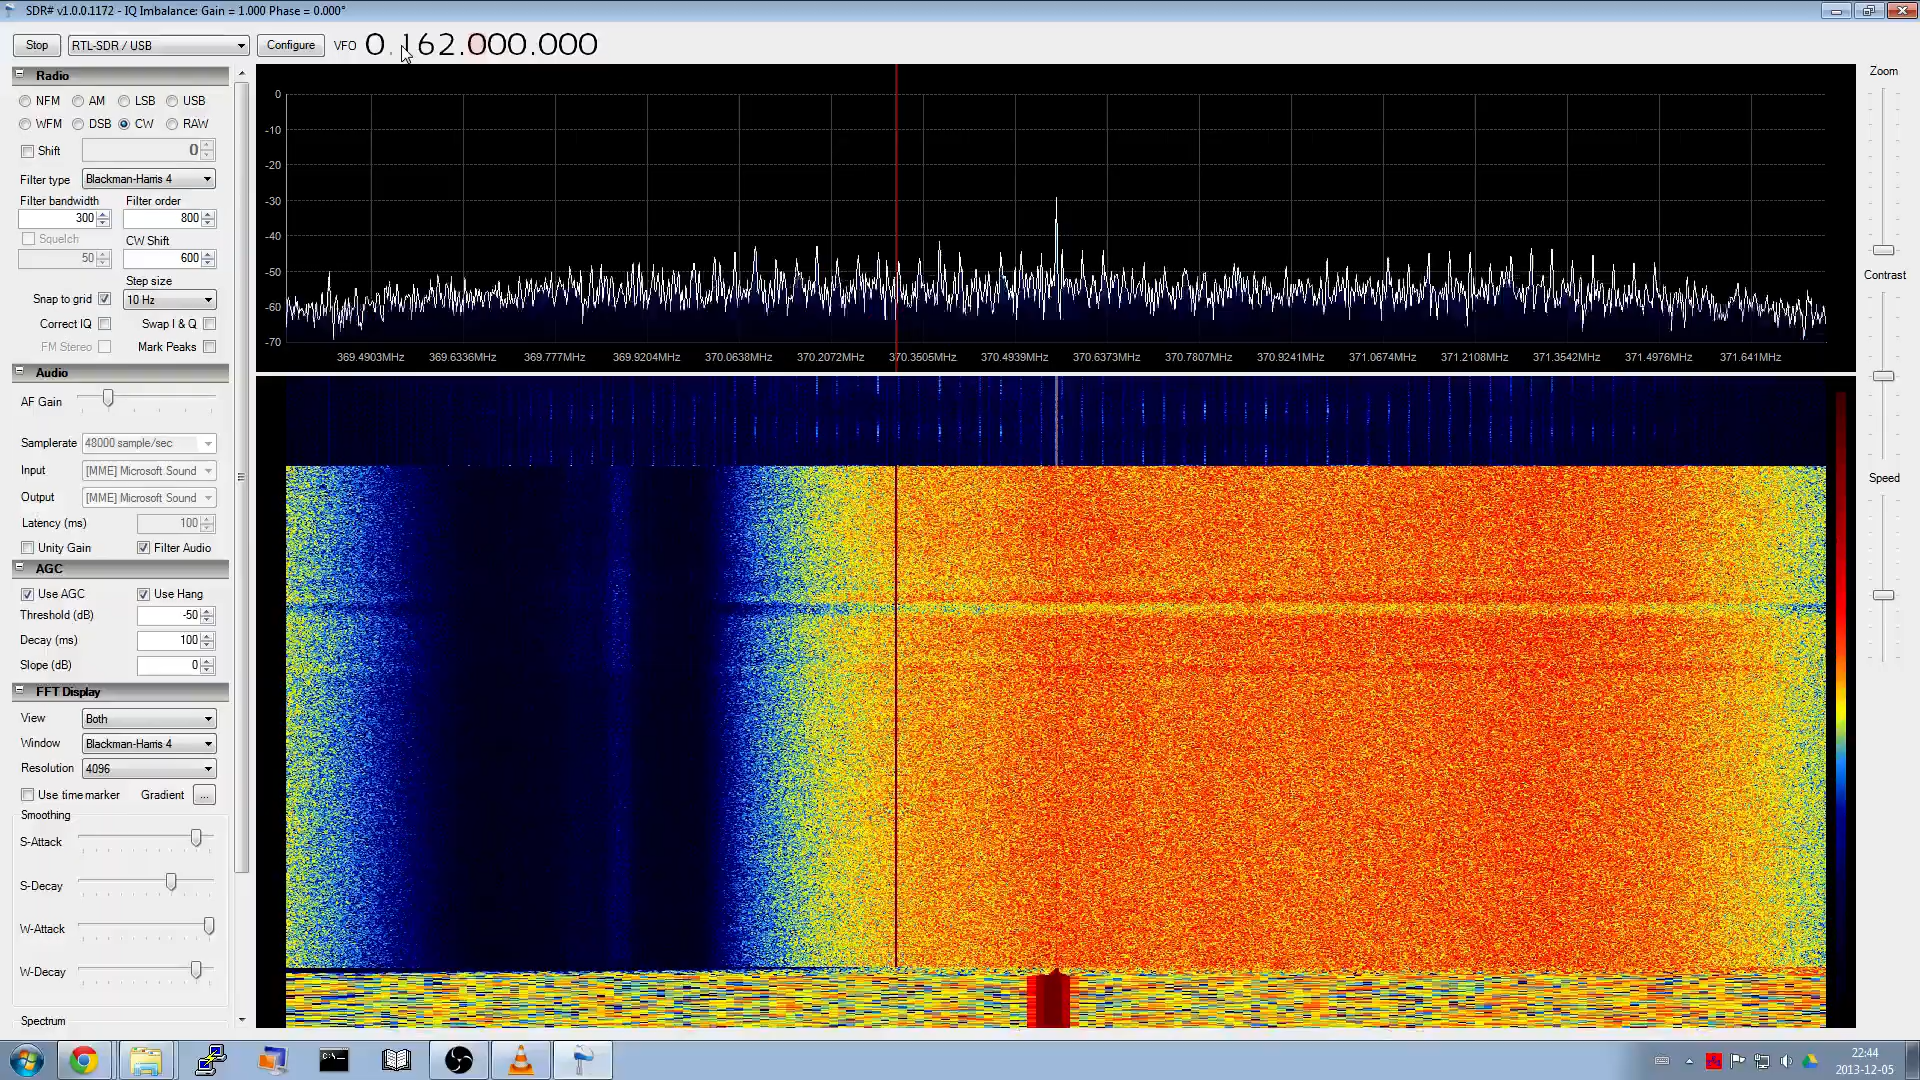 SDR# v1.0.0.1172 - IQ Imbalance: Gain = 1.000 Phase = 0.000°
Stop
RTL-SDR / USB
Configure
VFO
0.162.000.000
Radio
NFM AM LSB USB
WFM DSB CW RAW
Shift 0
Filter type Blackman-Harris 4
Filter bandwidth Filter order
300 800
Squelch CW Shift
50 600
Step size
Snap to grid 10 Hz
Correct IQ Swap I & Q
FM Stereo Mark Peaks
Audio
AF Gain
Samplerate 48000 sample/sec
Input [MME] Microsoft Sound
Output [MME] Microsoft Sound
Latency (ms) 100
Unity Gain Filter Audio
AGC
Use AGC Use Hang
Threshold (dB) -50
Decay (ms) 100
Slope (dB) 0
FFT Display
View Both
Window Blackman-Harris 4
Resolution 4096
Use time marker Gradient ...
Smoothing
S-Attack
S-Decay
W-Attack
W-Decay
Spectrum
0
-10
-20
-30
-40
-50
-60
-70
369.4903MHz 369.6336MHz 369.777MHz 369.9204MHz 370.0638MHz 370.2072MHz 370.3505MHz 370.4939MHz 370.6373MHz 370.7807MHz 370.9241MHz 371.0674MHz 371.2108MHz 371.3542MHz 371.4976MHz 371.641MHz
Zoom
Contrast
Speed
C:\
22:44
2013-12-05